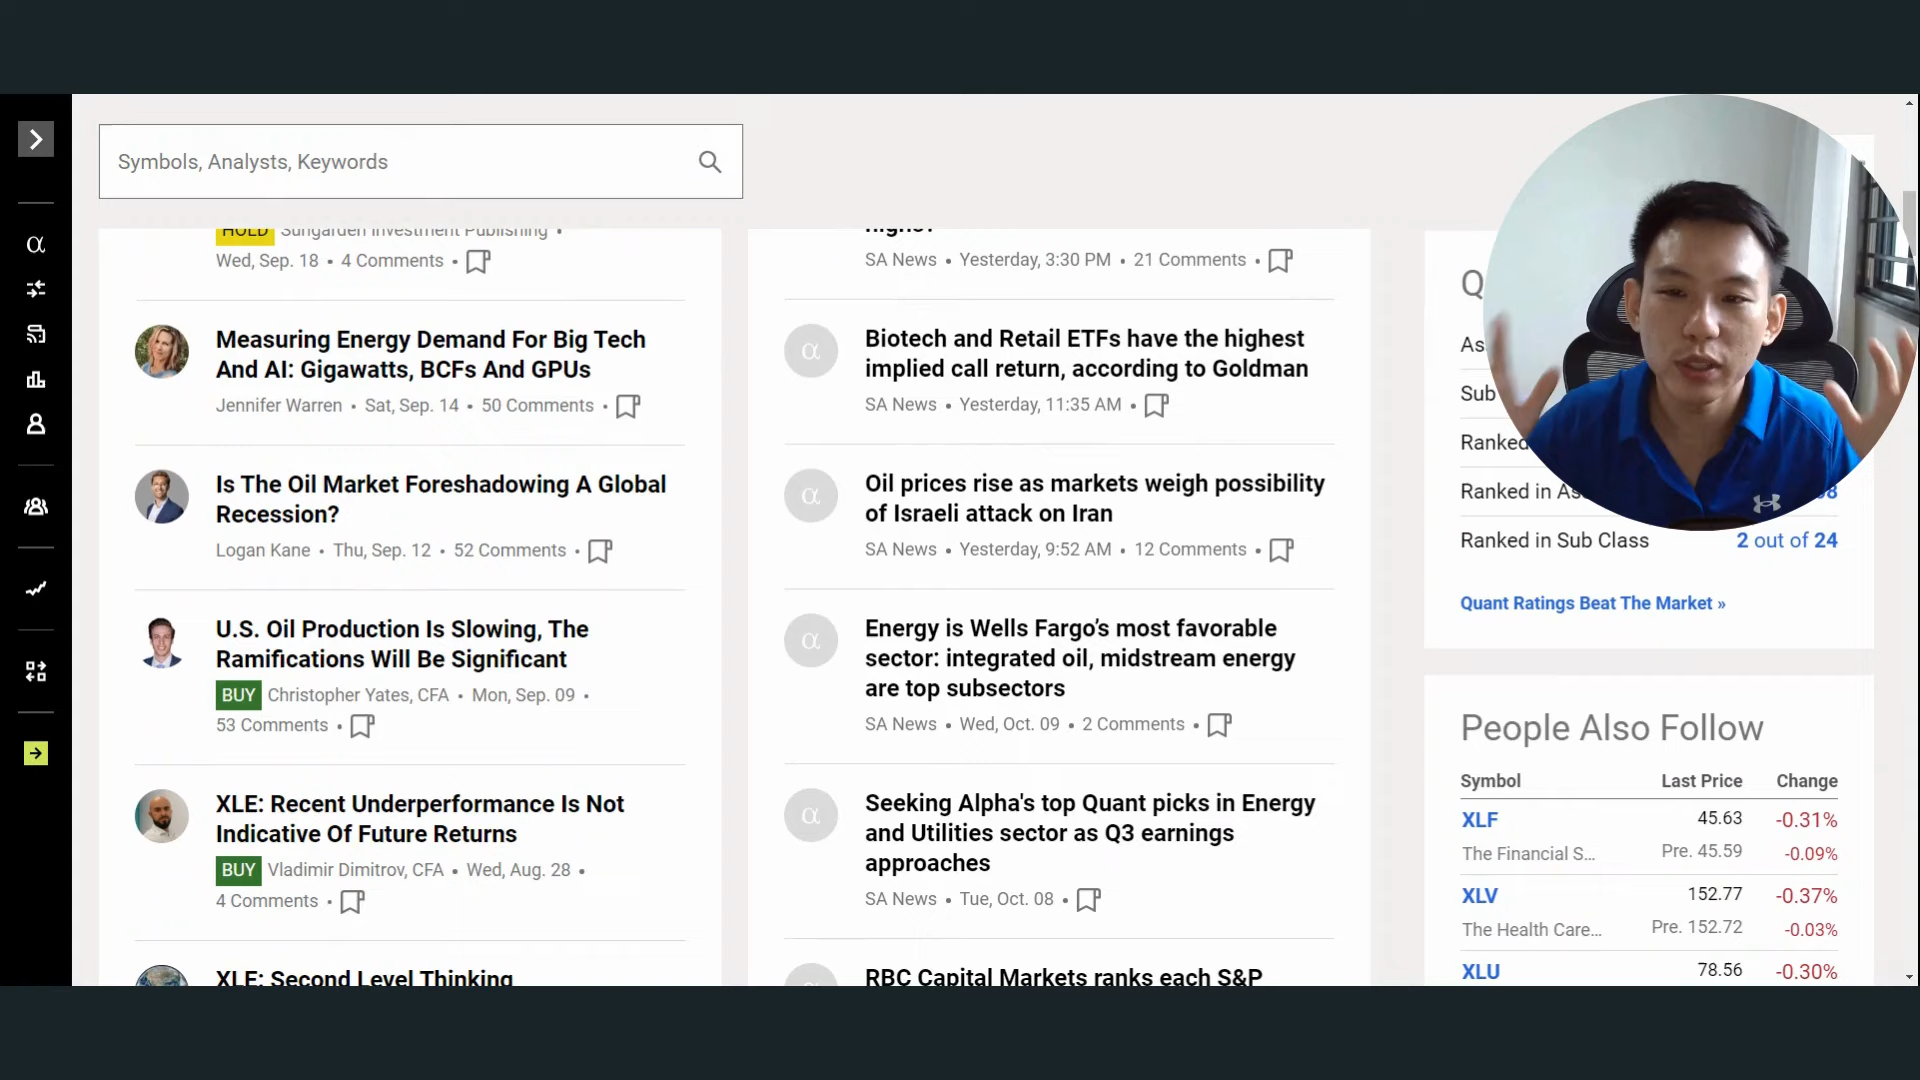 Symbols, Analysts, Keywords
HOLD Sungarden Investment Publishing •
Wed, Sep. 18 • 4 Comments •
Measuring Energy Demand For Big Tech
And AI: Gigawatts, BCFs And GPUs
Jennifer Warren • Sat, Sep. 14 • 50 Comments •
Is The Oil Market Foreshadowing A Global
Recession?
Logan Kane • Thu, Sep. 12 • 52 Comments •
U.S. Oil Production Is Slowing, The
Ramifications Will Be Significant
BUY Christopher Yates, CFA • Mon, Sep. 09 •
53 Comments •
XLE: Recent Underperformance Is Not
Indicative Of Future Returns
BUY Vladimir Dimitrov, CFA • Wed, Aug. 28 •
4 Comments •
XLE: Second Level Thinking
SA News • Yesterday, 3:30 PM • 21 Comments •
Biotech and Retail ETFs have the highest
implied call return, according to Goldman
SA News • Yesterday, 11:35 AM •
Oil prices rise as markets weigh possibility
of Israeli attack on Iran
SA News • Yesterday, 9:52 AM • 12 Comments •
Energy is Wells Fargo’s most favorable
sector: integrated oil, midstream energy
are top subsectors
SA News • Wed, Oct. 09 • 2 Comments •
Seeking Alpha's top Quant picks in Energy
and Utilities sector as Q3 earnings
approaches
SA News • Tue, Oct. 08 •
RBC Capital Markets ranks each S&P
Sub
Ranked
Ranked in
Ranked in Sub Class 2 out of 24
Quant Ratings Beat The Market »
People Also Follow
Symbol Last Price Change
XLF 45.63 -0.31%
The Financial S... Pre. 45.59 -0.09%
XLV 152.77 -0.37%
The Health Care... Pre. 152.72 -0.03%
XLU 78.56 -0.30%